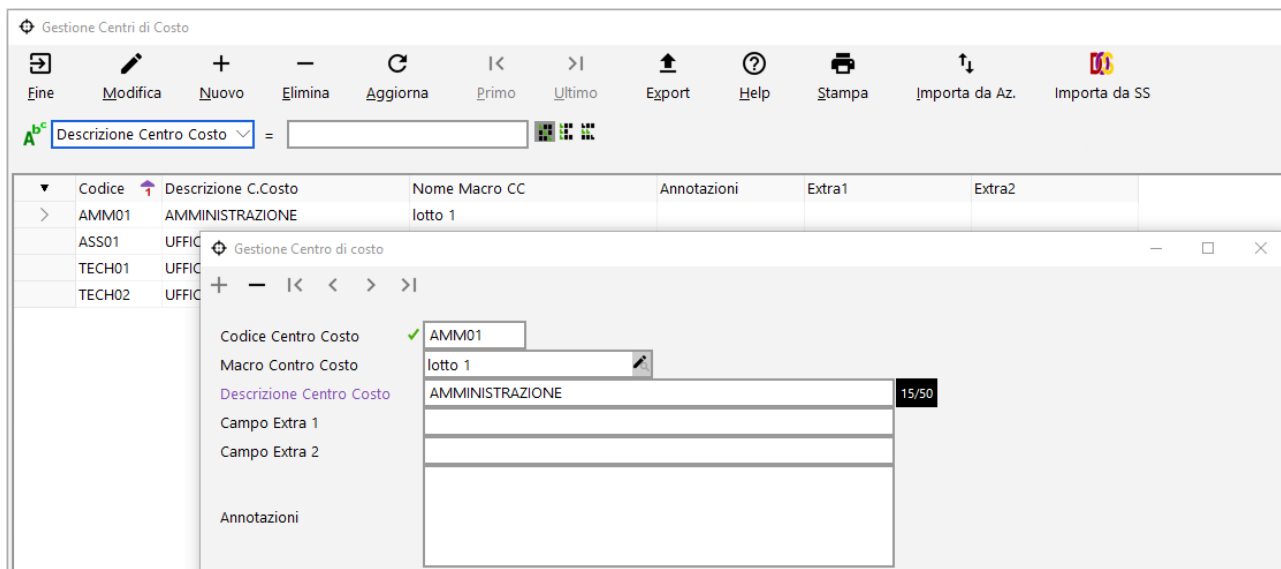 Gestione Centri di Costo
Fine Modifica Nuovo Elimina Aggiorna Primo Ultimo Export Help Stampa Importa da Az. Importa da SS
Abc Descrizione Centro Costo =
Codice 1 Descrizione C.Costo Nome Macro CC Annotazioni Extra1 Extra2
AMM01 AMMINISTRAZIONE lotto 1
ASS01 UFFIC
TECH01 UFFIC
TECH02 UFFIC
Gestione Centro di costo
Codice Centro Costo AMM01
Macro Contro Costo lotto 1
Descrizione Centro Costo AMMINISTRAZIONE 15/50
Campo Extra 1
Campo Extra 2
Annotazioni